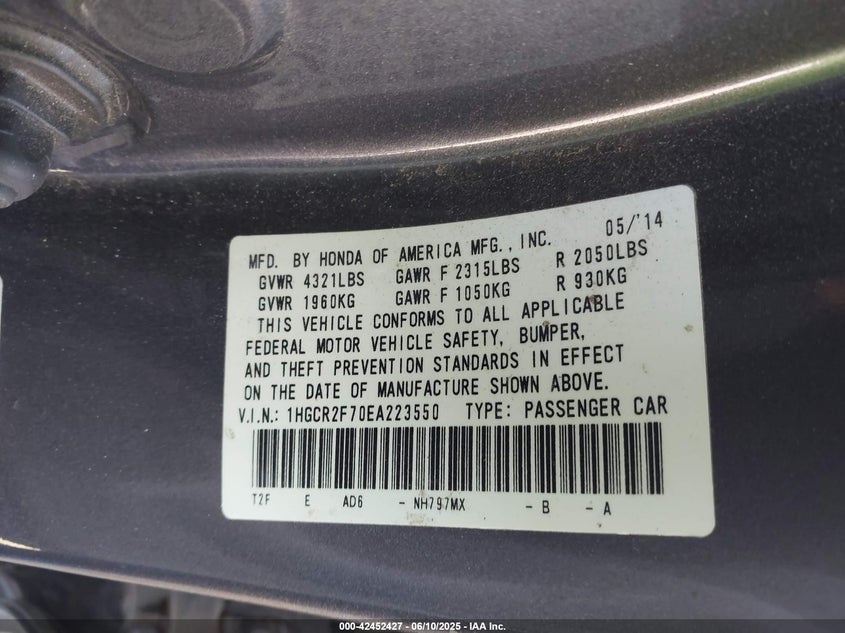 MFD. BY HONDA OF AMERICA MFG., INC. 05/'14
GVWR 4321LBS GAWR F 2315LBS R 2050LBS
GVWR 1960KG GAWR F 1050KG R 930KG
THIS VEHICLE CONFORMS TO ALL APPLICABLE
FEDERAL MOTOR VEHICLE SAFETY, BUMPER,
AND THEFT PREVENTION STANDARDS IN EFFECT
ON THE DATE OF MANUFACTURE SHOWN ABOVE.
V.I.N.: 1HGCR2F70EA223550 TYPE: PASSENGER CAR
T2F E AD6 - NH797MX - B - A
000-42452427 - 06/10/2025 - IAA Inc.